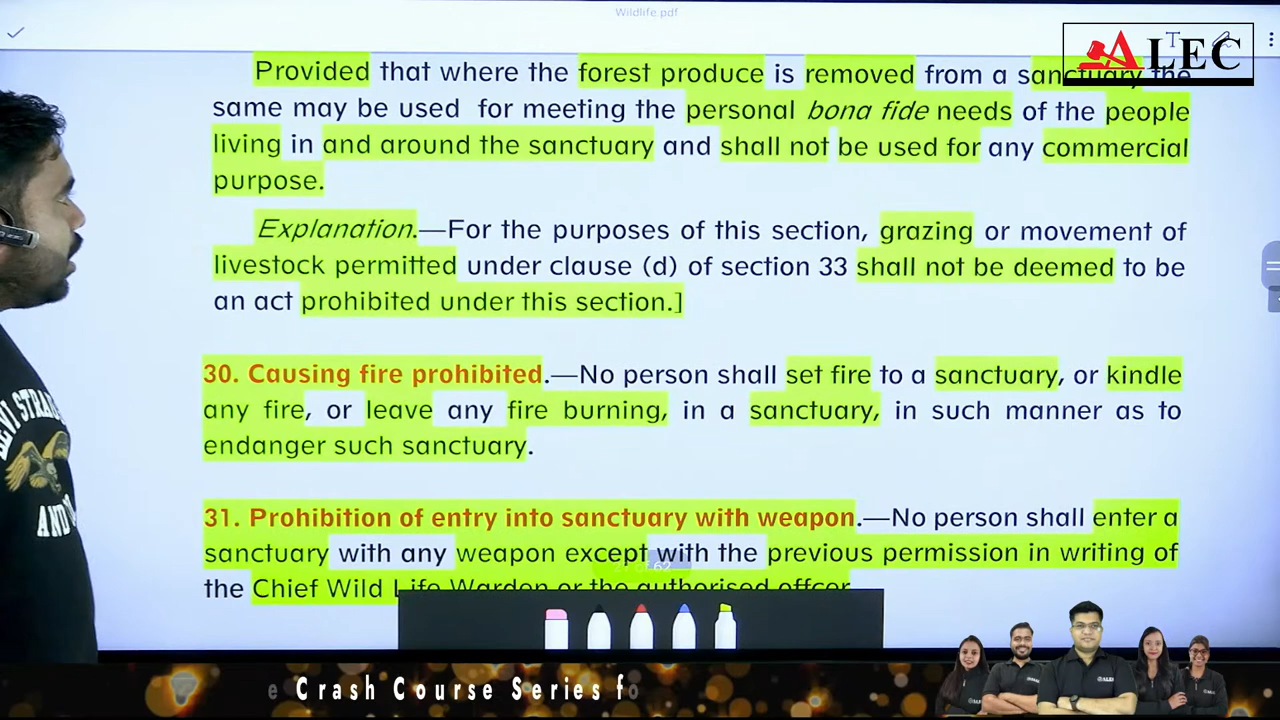 Wildlife.pdf
ALEC
Provided that where the forest produce is removed from a sanctuary the
same may be used for meeting the personal bona fide needs of the people
living in and around the sanctuary and shall not be used for any commercial
purpose.
Explanation.—For the purposes of this section, grazing or movement of
livestock permitted under clause (d) of section 33 shall not be deemed to be
an act prohibited under this section.]
30. Causing fire prohibited.—No person shall set fire to a sanctuary, or kindle
any fire, or leave any fire burning, in a sanctuary, in such manner as to
endanger such sanctuary.
31. Prohibition of entry into sanctuary with weapon.—No person shall enter a
sanctuary with any weapon except with the previous permission in writing of
the Chief Wild Life Warden or the authorised offcer
AND
e Crash Course Series fo